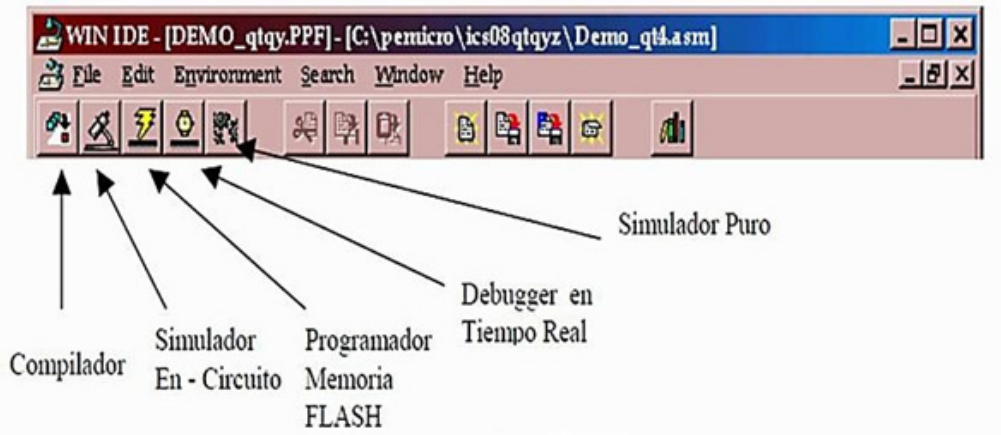 WIN IDE - [DEMO_qtqy.PPF] - [C:\pemicro\ics08qtqyz\Demo_qt4.asm]
File Edit Environment Search Window Help
Simulador Puro
Debugger en
Tiempo Real
Simulador
En - Circuito
Programador
Memoria
FLASH
Compilador